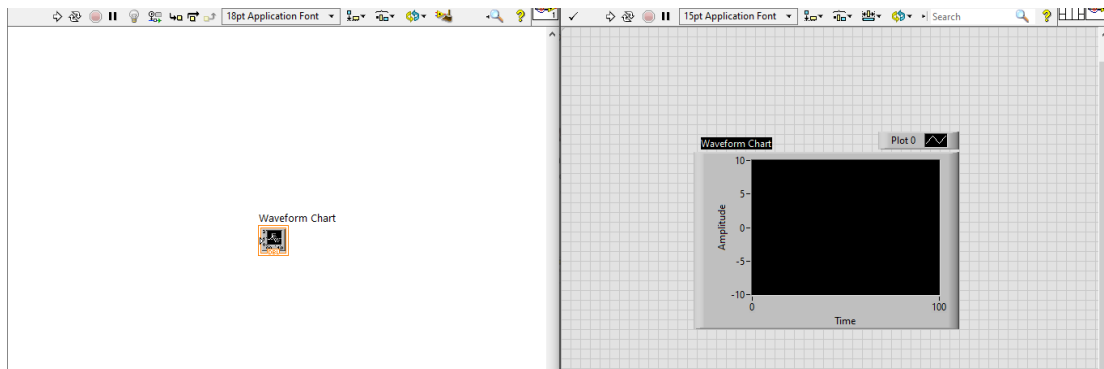 18pt Application Font
1
15pt Application Font
Search
Waveform Chart
Waveform Chart
Plot 0
10
5
0
-5
-10
Amplitude
0
100
Time